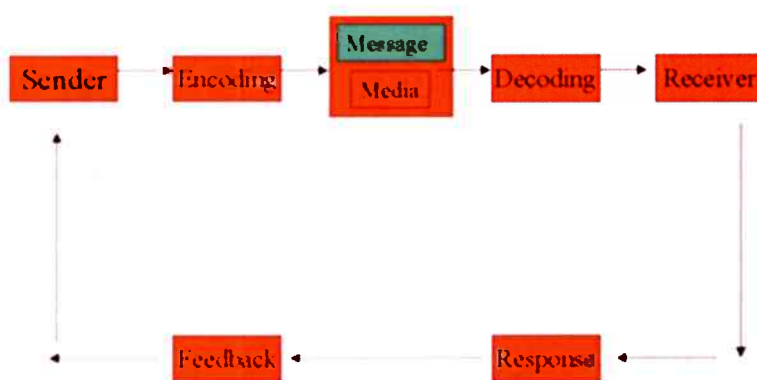 Message
Sender
Encoding
Decoding
Receiver
Media
Feedback
Response